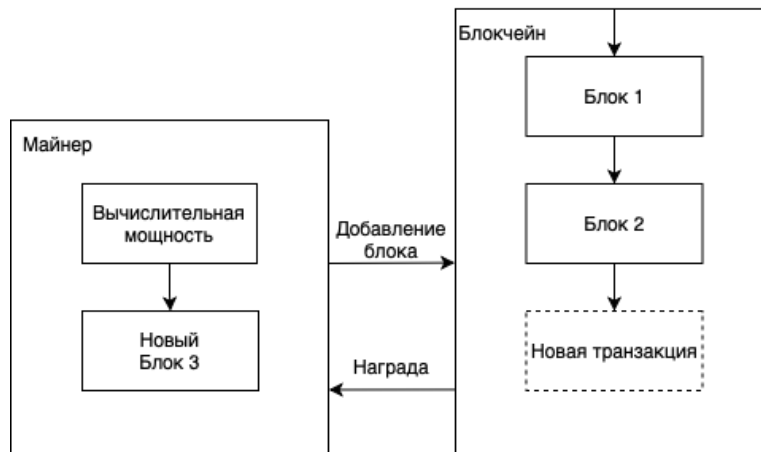 Майнер
Вычислительная
мощность
Новый
Блок 3
Добавление
блока
Награда
Блокчейн
Блок 1
Блок 2
Новая транзакция